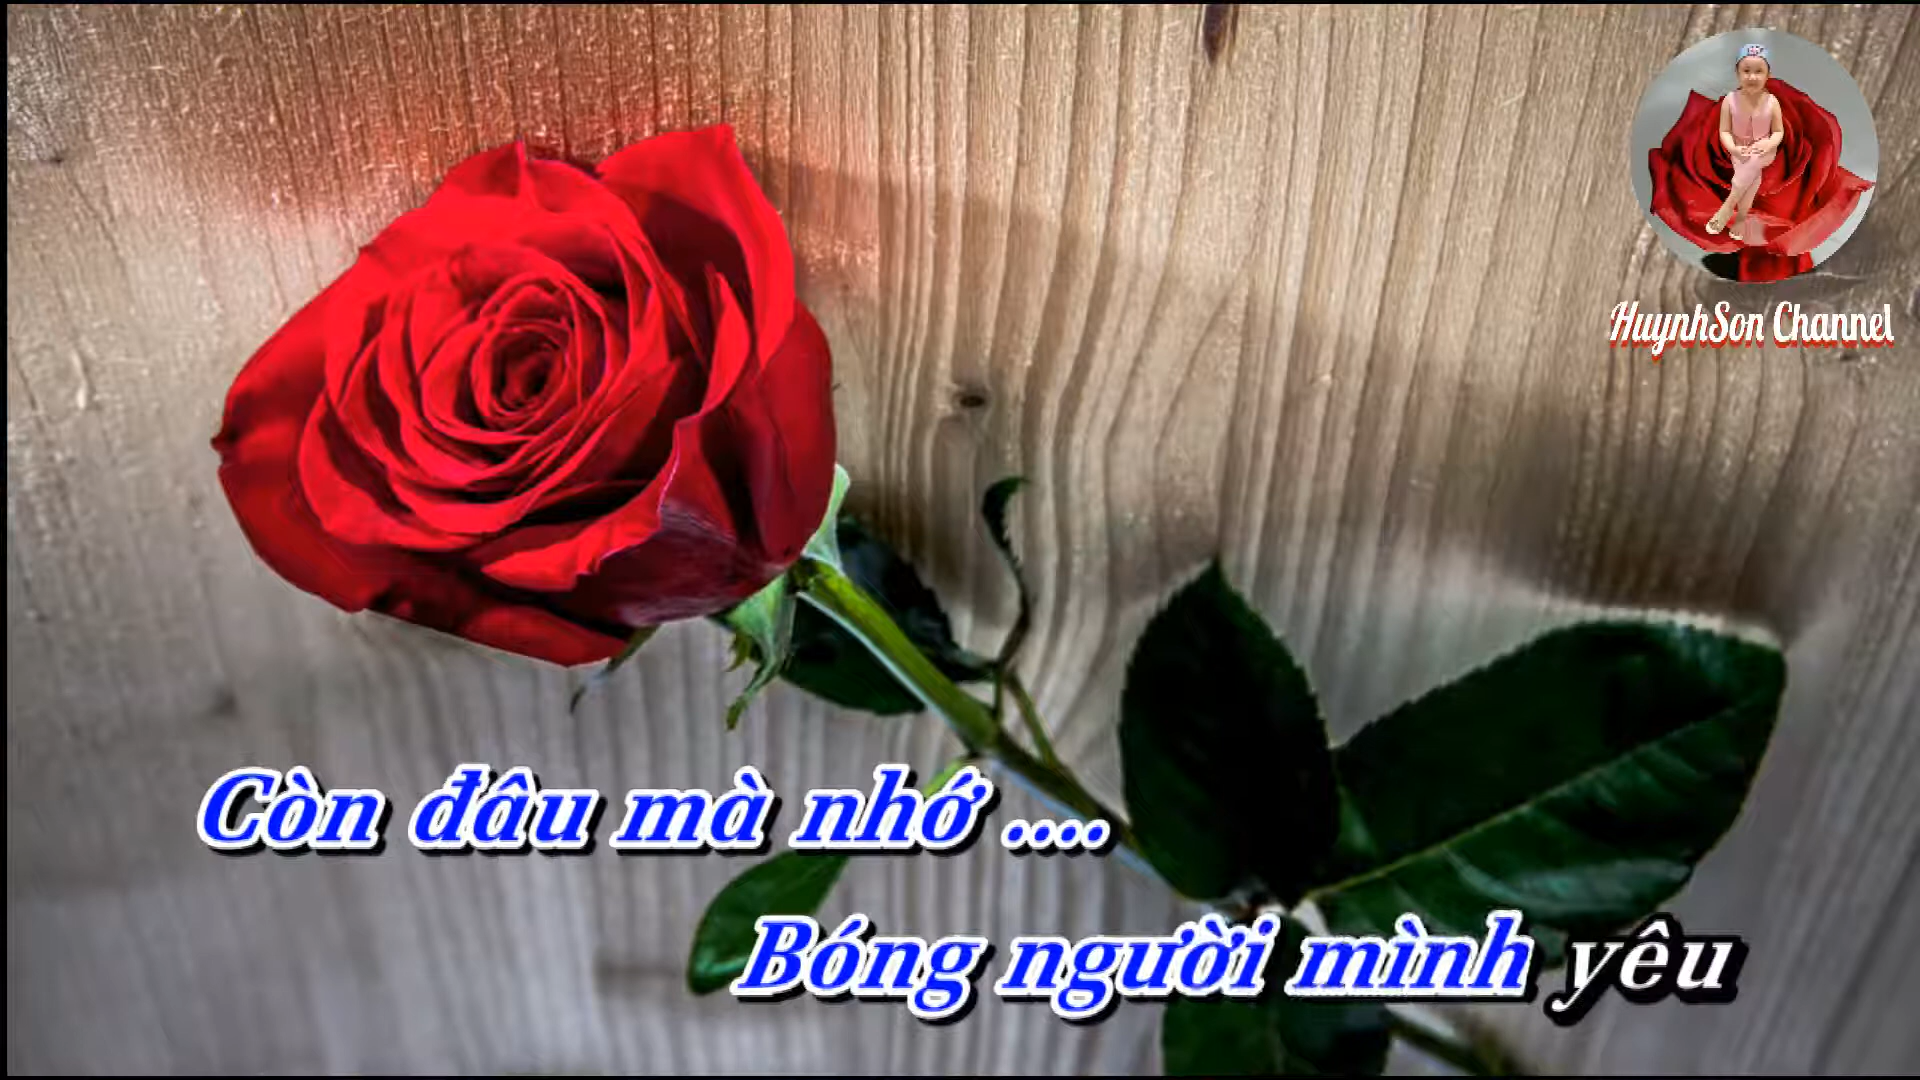 HuynhSon Channel
Còn đâu mà nhớ ....
Bóng người mình yêu